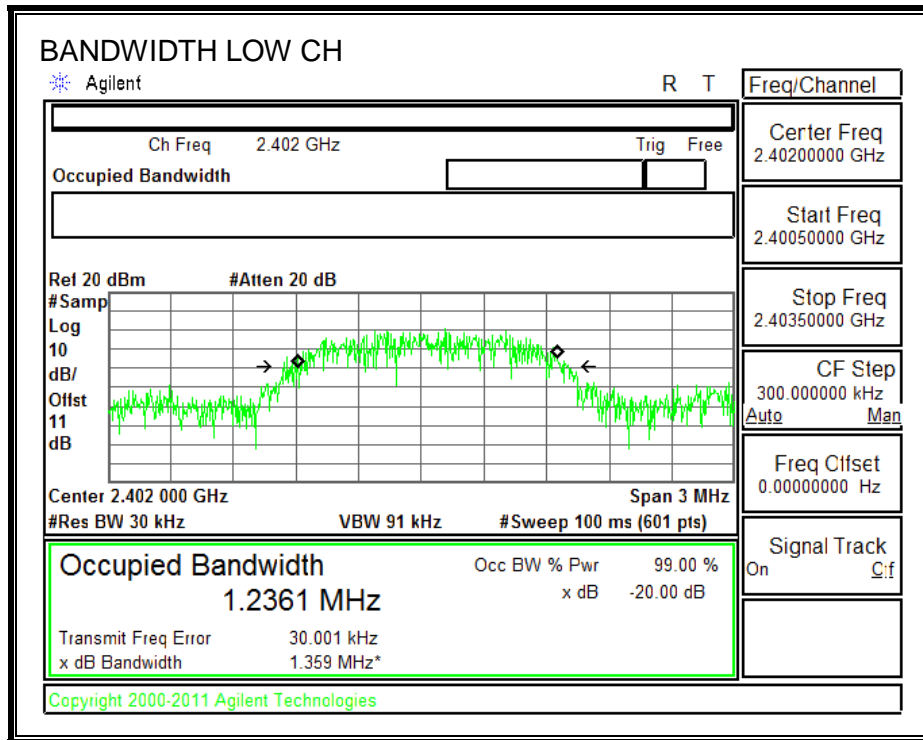 BANDWIDTH LOW CH
Agilent R T
Freq/Channel
Ch Freq 2.402 GHz Trig Free
Occupied Bandwidth
Center Freq
2.40200000 GHz
Start Freq
2.40050000 GHz
Stop Freq
2.40350000 GHz
CF Step
300.000000 kHz
Auto Man
Freq Offset
0.00000000 Hz
Signal Track
On Off
Ref 20 dBm #Atten 20 dB
#Samp
Log
10
dB/
Offst
11
dB
Center 2.402 000 GHz Span 3 MHz
#Res BW 30 kHz VBW 91 kHz #Sweep 100 ms (601 pts)
Occupied Bandwidth Occ BW % Pwr 99.00 %
1.2361 MHz x dB -20.00 dB
Transmit Freq Error 30.001 kHz
x dB Bandwidth 1.359 MHz*
Copyright 2000-2011 Agilent Technologies